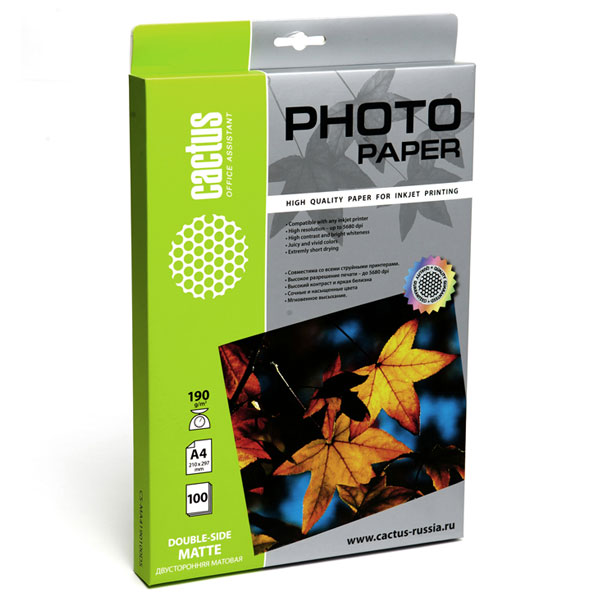 cactus
OFFICE ASSISTANT
PHOTO
PAPER
HIGH QUALITY PAPER FOR INKJET PRINTING
• Compatible with any inkjet printer
• High resolution - up to 5680 dpi
• High contrast and bright whiteness
• Juicy and vivid colors
• Extremely short drying
• Совместима со всеми струйными принтерами.
• Высокое разрешение печати - до 5680 dpi
• Высокий контраст и яркая белизна
• Сочные и насыщенные цвета
• Мгновенное высыхание.
190
g/m²
A4
210 x 297
mm
100
DOUBLE-SIDE
MATTE
ДВУСТОРОННЯЯ МАТОВАЯ
www.cactus-russia.ru
CS-MA4190100DS